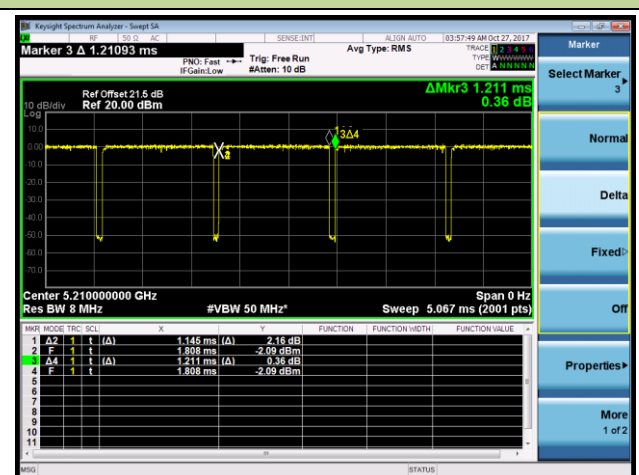 Keysight Spectrum Analyzer - Swept SA
RF 50 Ω AC SENSE:INT ALIGN AUTO 03:57:49 AM Oct 27, 2017
Marker 3 Δ 1.21093 ms
PNO: Fast
IFGain:Low
Trig: Free Run
#Atten: 10 dB
Avg Type: RMS
TRACE 1 2 3 4 5 6
TYPE WWWWWW
DET A NNNNN
Ref Offset 21.5 dB
Ref 20.00 dBm
10 dB/div
Log
ΔMkr3 1.211 ms
0.36 dB
10.0
0.00
-10.0
-20.0
-30.0
-40.0
-50.0
-60.0
-70.0
3Δ4
Center 5.210000000 GHz Span 0 Hz
Res BW 8 MHz #VBW 50 MHz* Sweep 5.067 ms (2001 pts)
MKR MODE TRC SCL X Y FUNCTION FUNCTION WIDTH FUNCTION VALUE
1 Δ2 1 t (Δ) 1.145 ms (Δ) 2.16 dB
2 F 1 t 1.808 ms -2.09 dBm
3 Δ4 1 t (Δ) 1.211 ms (Δ) 0.36 dB
4 F 1 t 1.808 ms -2.09 dBm
5
6
7
8
9
10
11
MSG STATUS
Marker
Select Marker
3
Normal
Delta
Fixed
Off
Properties
More
1 of 2